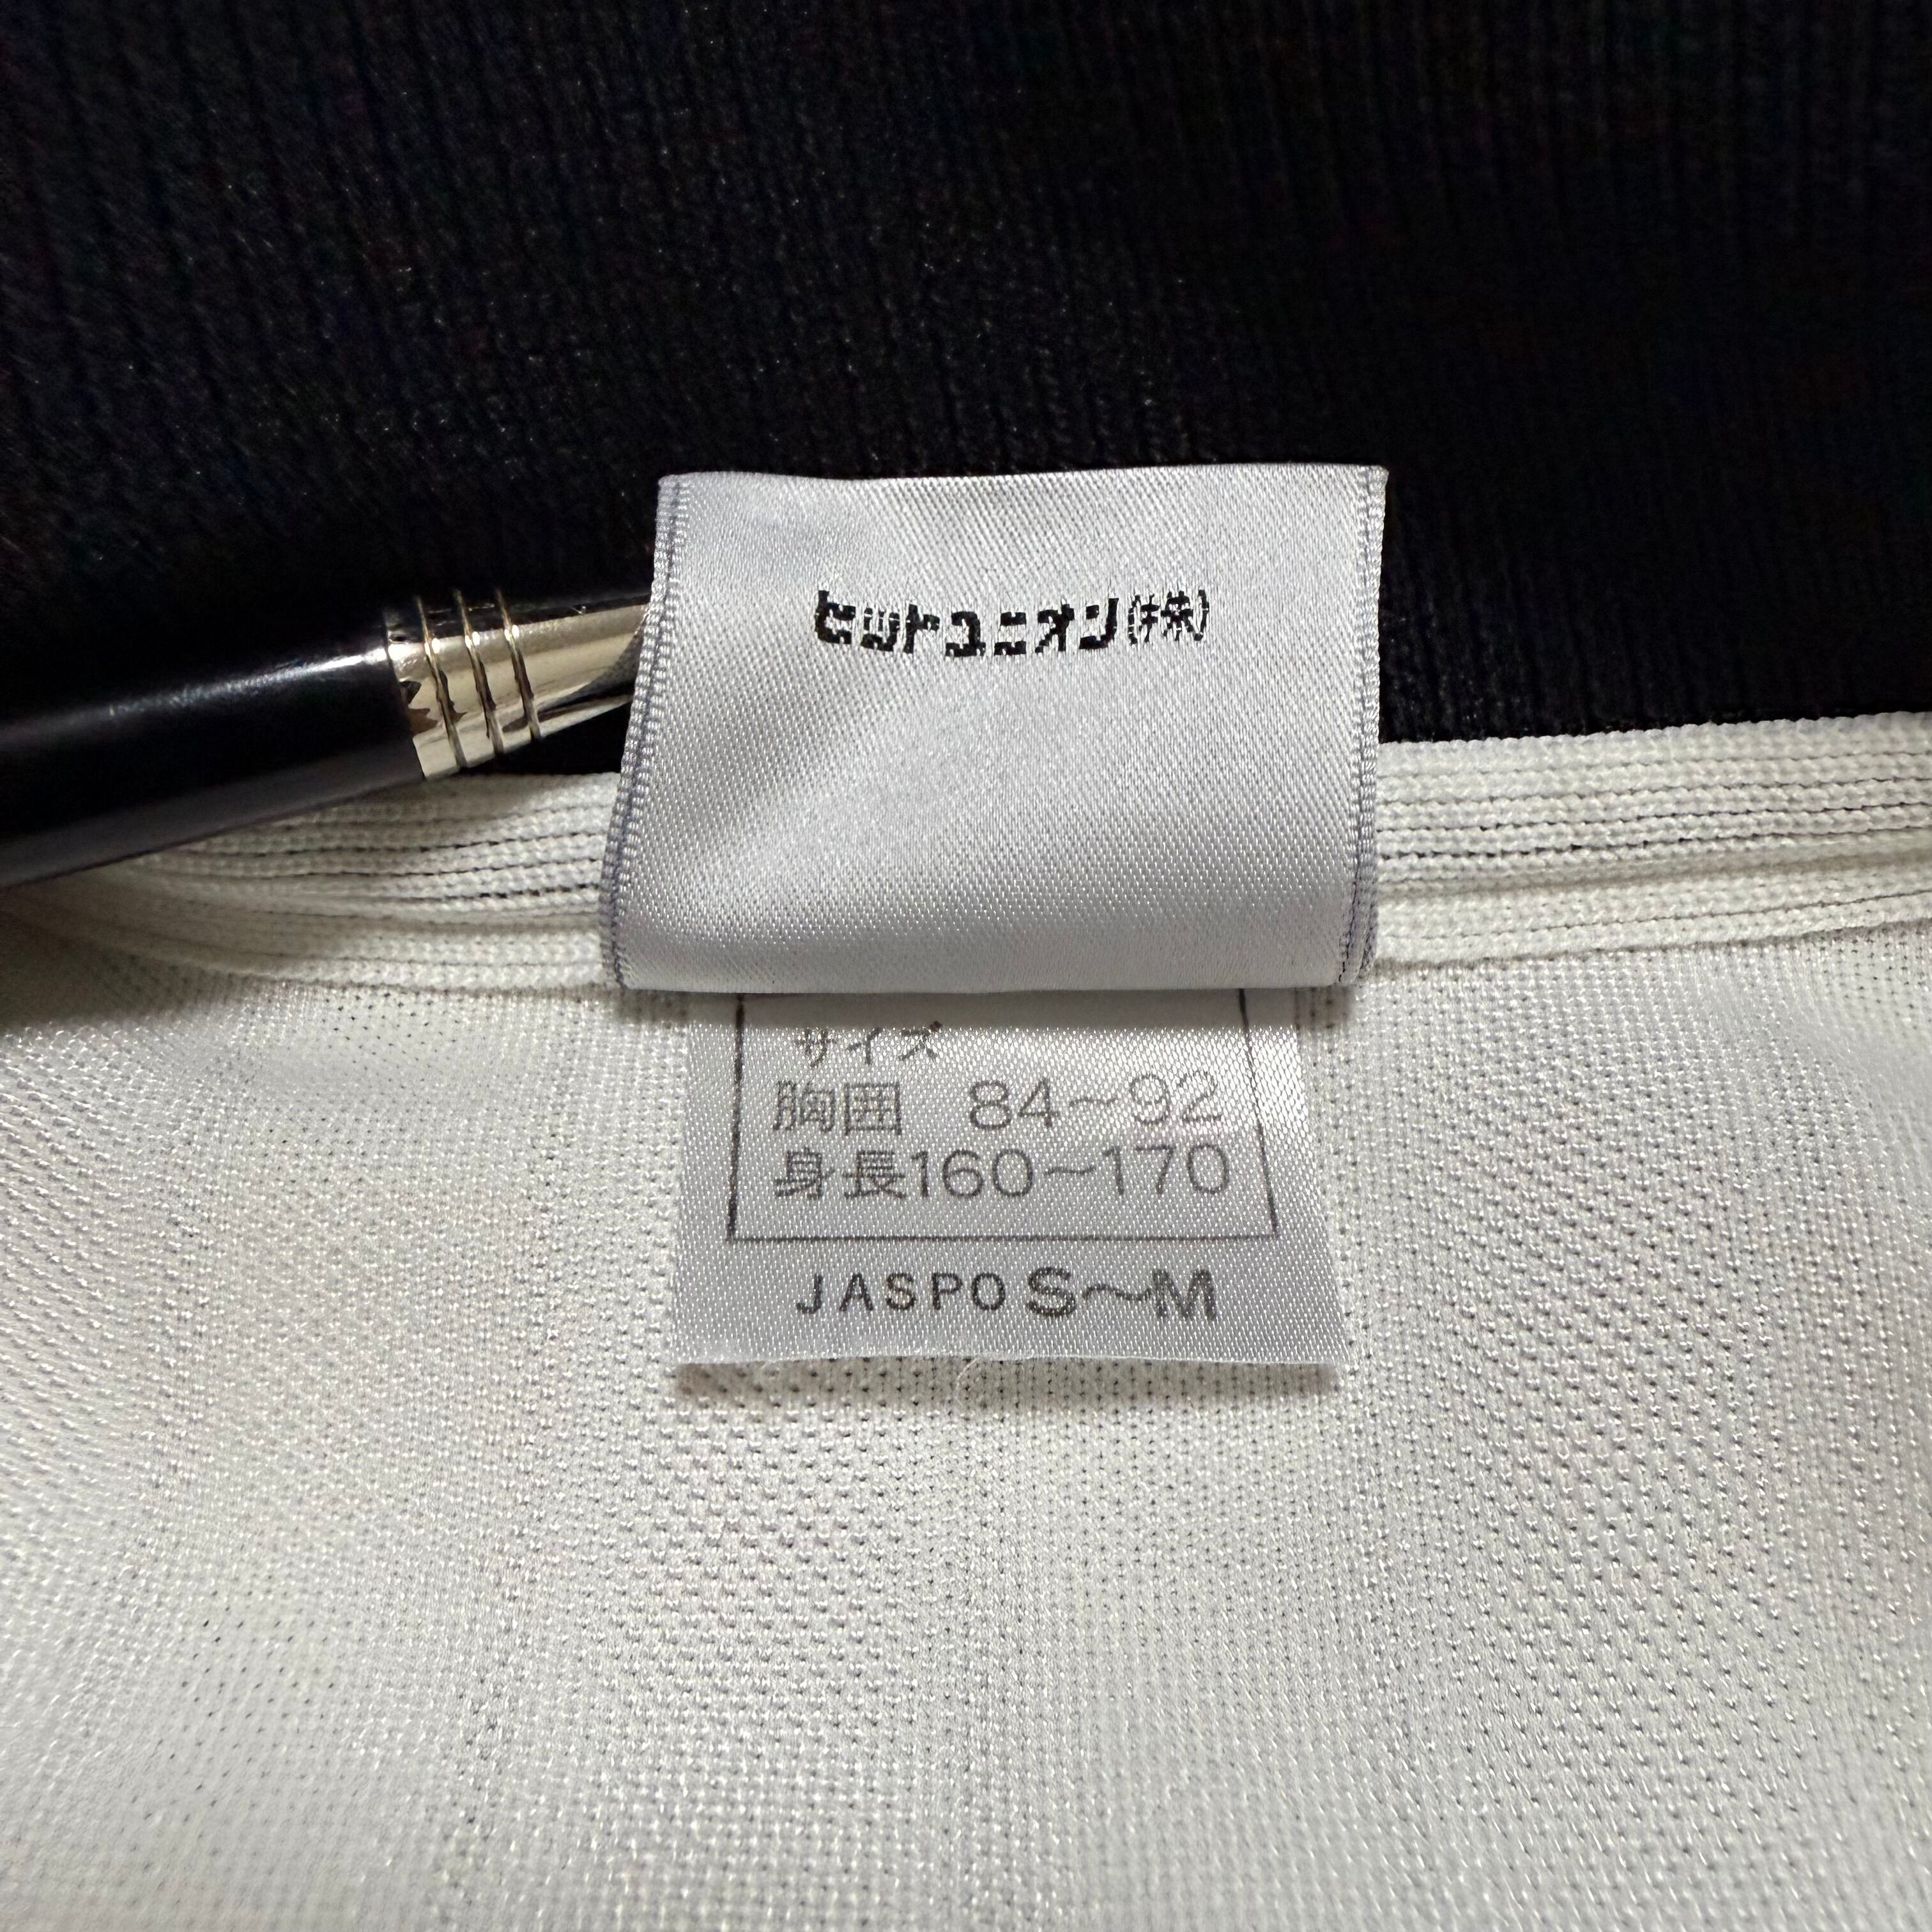 ヒットユニオン(株)
サイズ
胸囲 84〜92
身長160〜170
JASPO S〜M